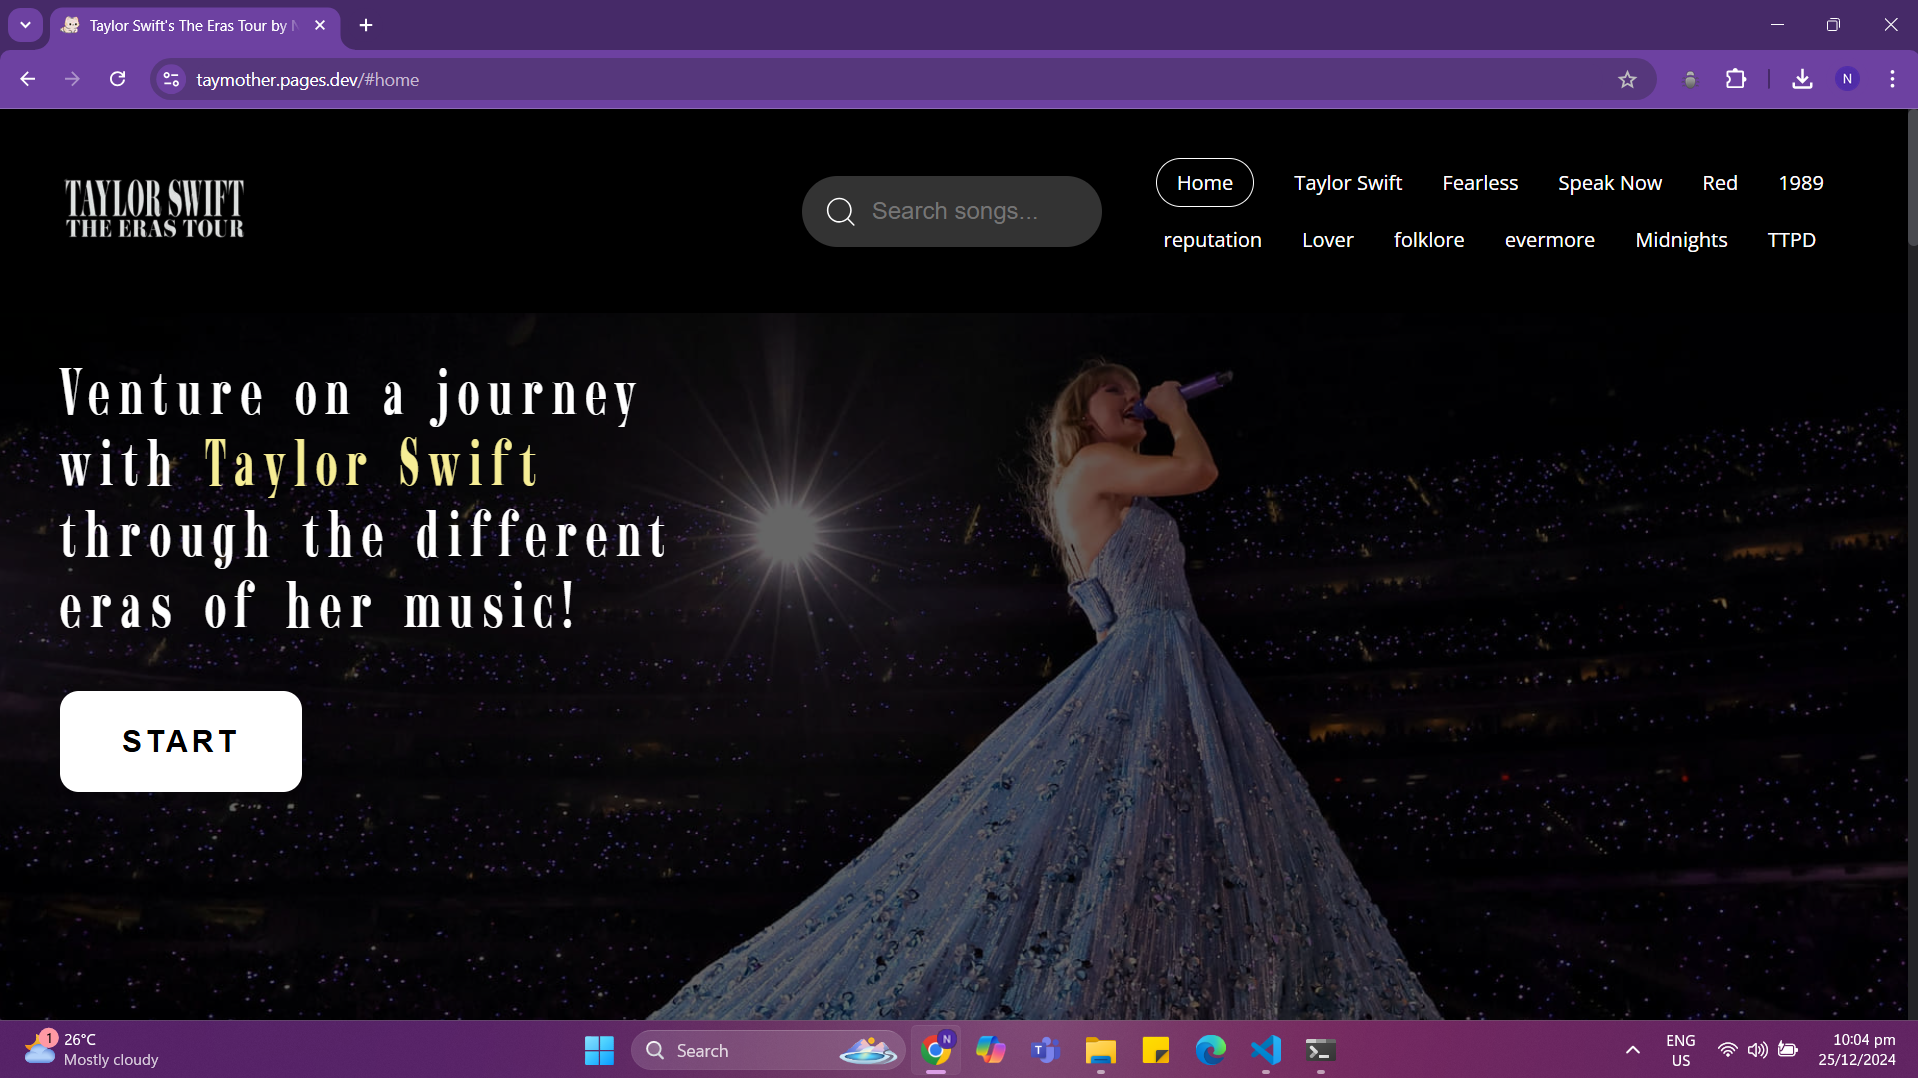 Taylor Swift's The Eras Tour by
taymother.pages.dev/#home
N
TAYLOR SWIFT
THE ERAS TOUR
Search songs...
Home Taylor Swift Fearless Speak Now Red 1989
reputation Lover folklore evermore Midnights TTPD
Venture on a journey
with Taylor Swift
through the different
eras of her music!
START
1
26°C
Mostly cloudy
Search
N
T
ENG
US
10:04 pm
25/12/2024